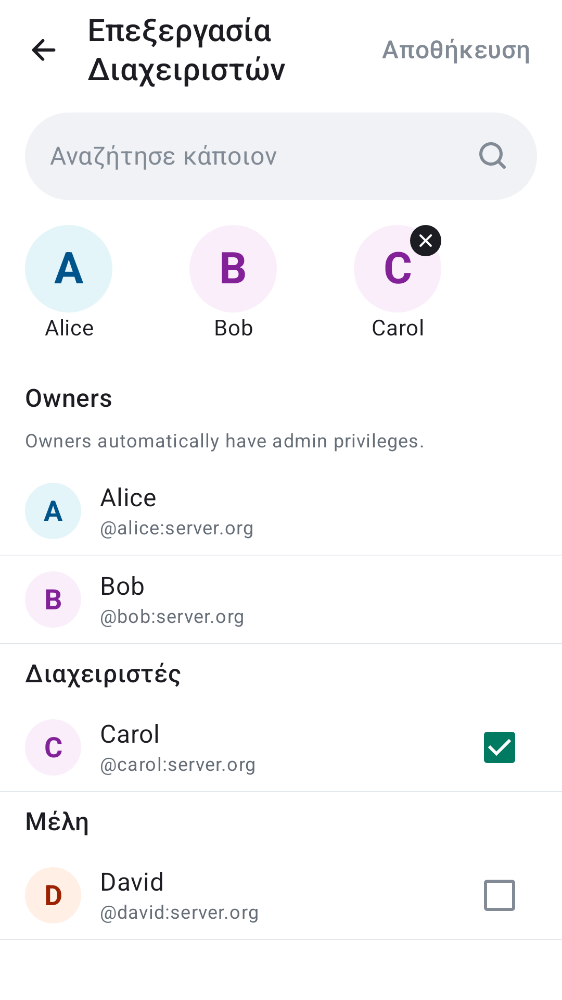 Επεξεργασία
Διαχειριστών
Αποθήκευση
Αναζήτησε κάποιον
A
B
C
Alice
Bob
Carol
Owners
Owners automatically have admin privileges.
A
Alice
@alice:server.org
B
Bob
@bob:server.org
Διαχειριστές
C
Carol
@carol:server.org
Μέλη
D
David
@david:server.org